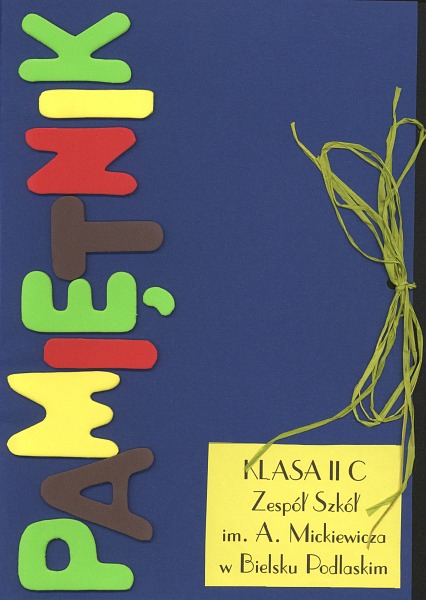 PAMIĘTNIK
KLASA II C
Zespół Szkół
im. A. Mickiewicza
w Bielsku Podlaskim